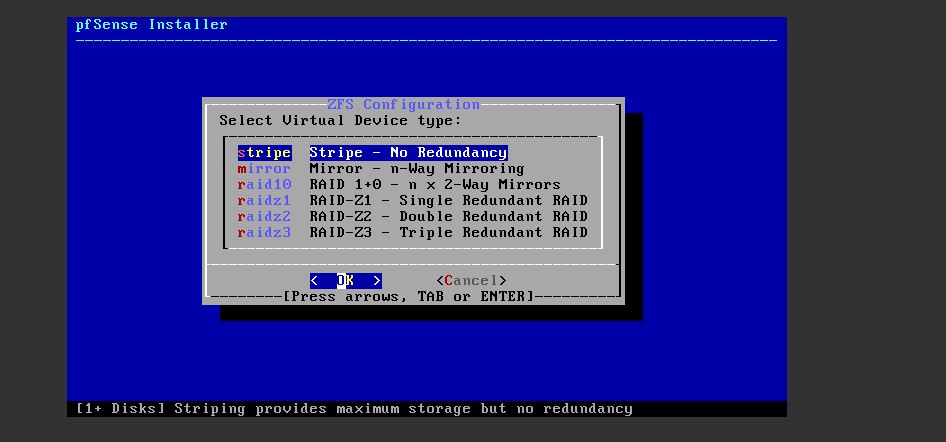 pfSense Installer
ZFS Configuration
Select Virtual Device type:
stripe Stripe - No Redundancy
mirror Mirror - n-Way Mirroring
raid10 RAID 1+0 - n x 2-Way Mirrors
raidz1 RAID-Z1 - Single Redundant RAID
raidz2 RAID-Z2 - Double Redundant RAID
raidz3 RAID-Z3 - Triple Redundant RAID
< OK > <Cancel>
[Press arrows, TAB or ENTER]
[1+ Disks] Striping provides maximum storage but no redundancy